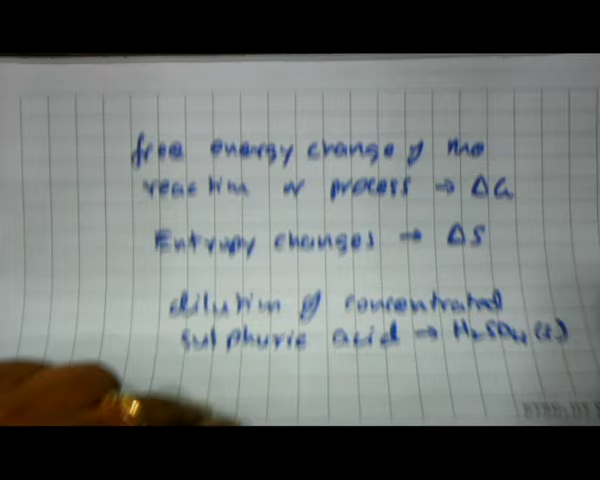 free energy change of the
reaction or process → ΔG
Entropy changes → ΔS
dilution of concentrated
sulphuric acid → H₂SO₄